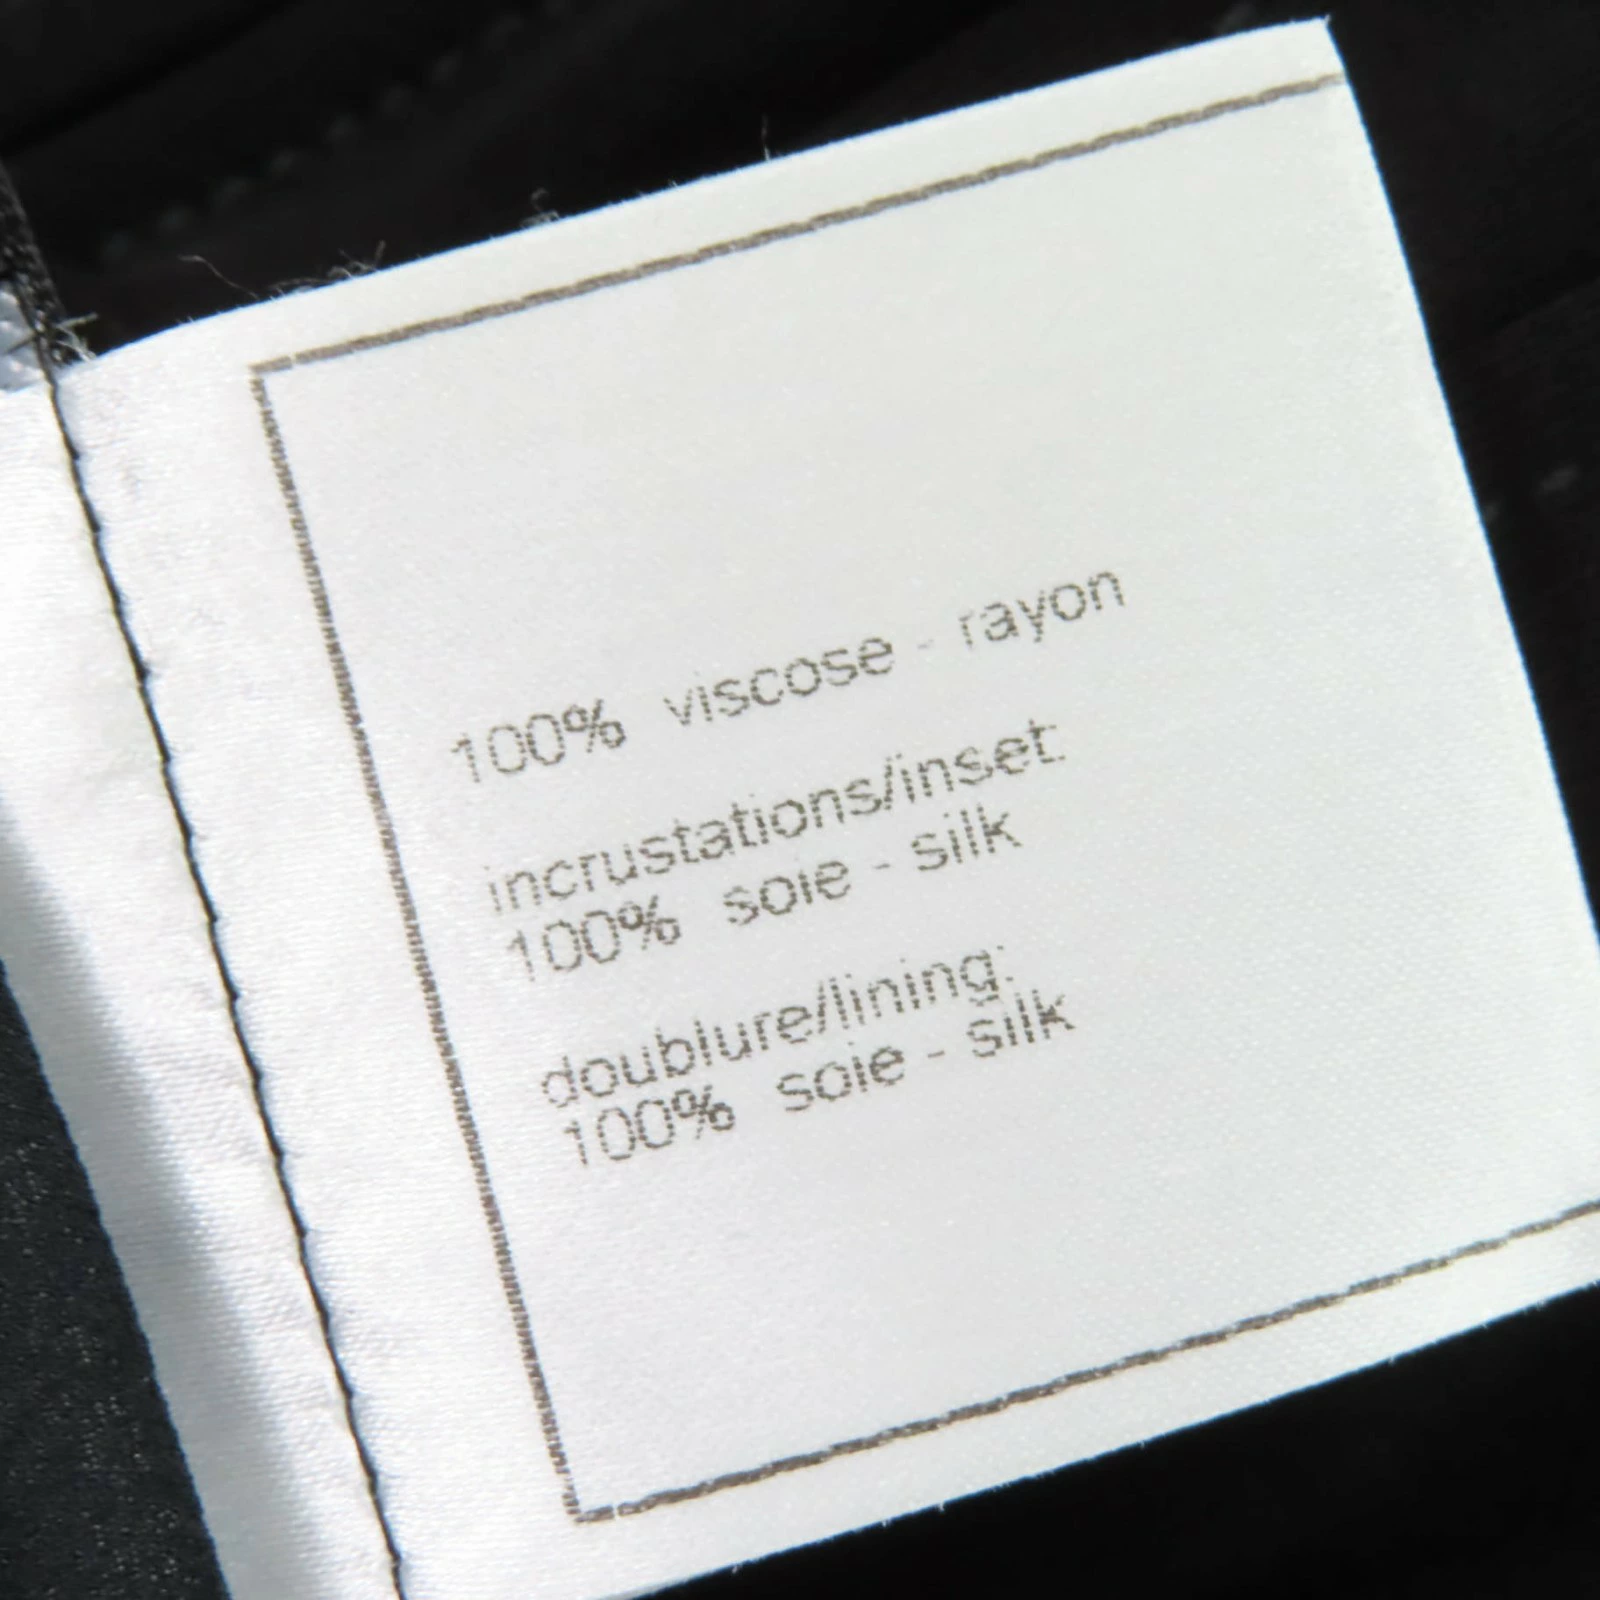 100% viscose - rayon
incrustations/inset:
100% soie - silk
doublure/lining:
100% soie - silk